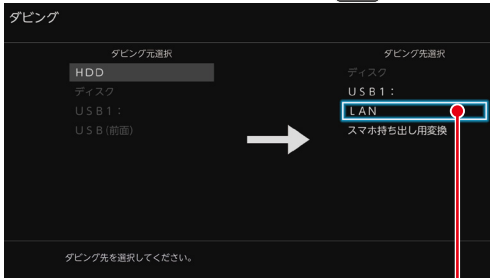 ダビング
ダビング元選択
HDD
ディスク
USB1：
USB(前面)
ダビング先選択
ディスク
USB1：
LAN
スマホ持ち出し用変換
ダビング先を選択してください。